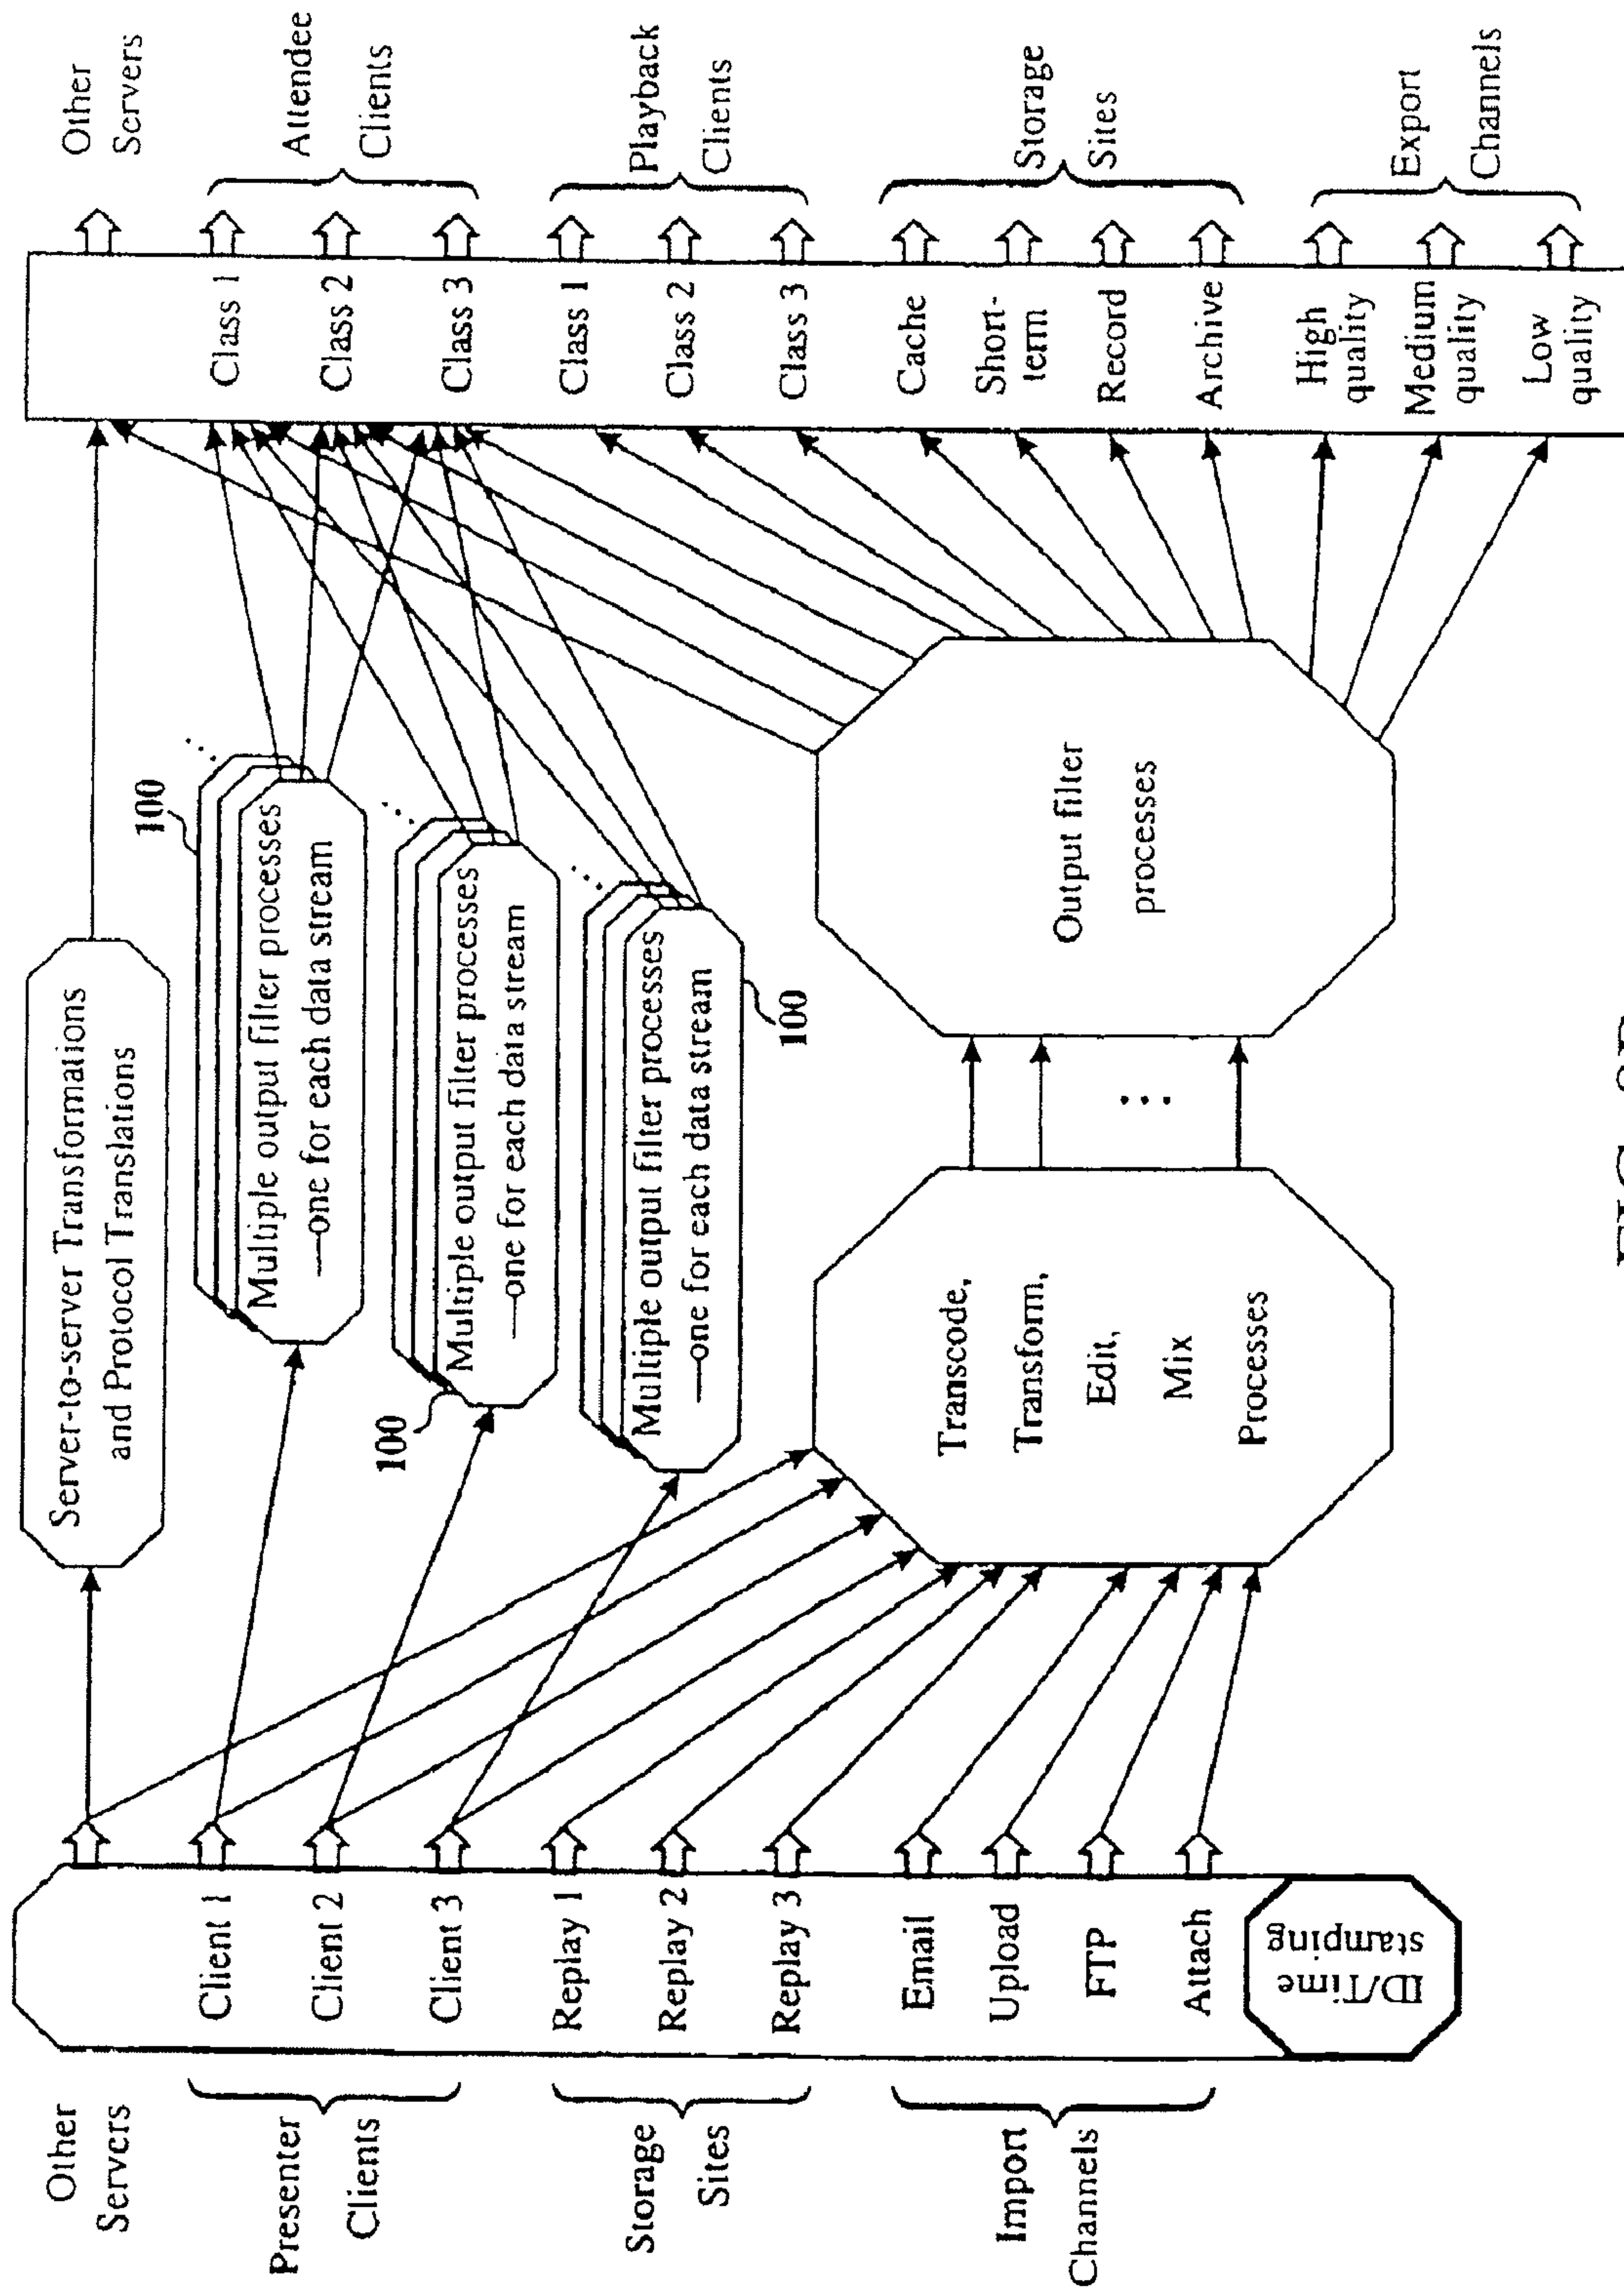 Other
Servers
Presenter
Clients
Storage
Sites
Import
Channels
Client 1
Client 2
Client 3
Replay 1
Replay 2
Replay 3
Email
Upload
FTP
Attach
ID/Time
stamping
Server-to-server Transformations
and Protocol Translations
100
Multiple output filter processes
—one for each data stream
100
Multiple output filter processes
—one for each data stream
100
Multiple output filter processes
—one for each data stream
Transcode,
Transform,
Edit,
Mix
Processes
Output filter
processes
Class 1
Class 2
Class 3
Class 1
Class 2
Class 3
Cache
Short-
term
Record
Archive
High
quality
Medium
quality
Low
quality
Other
Servers
Attendee
Clients
Playback
Clients
Storage
Sites
Export
Channels